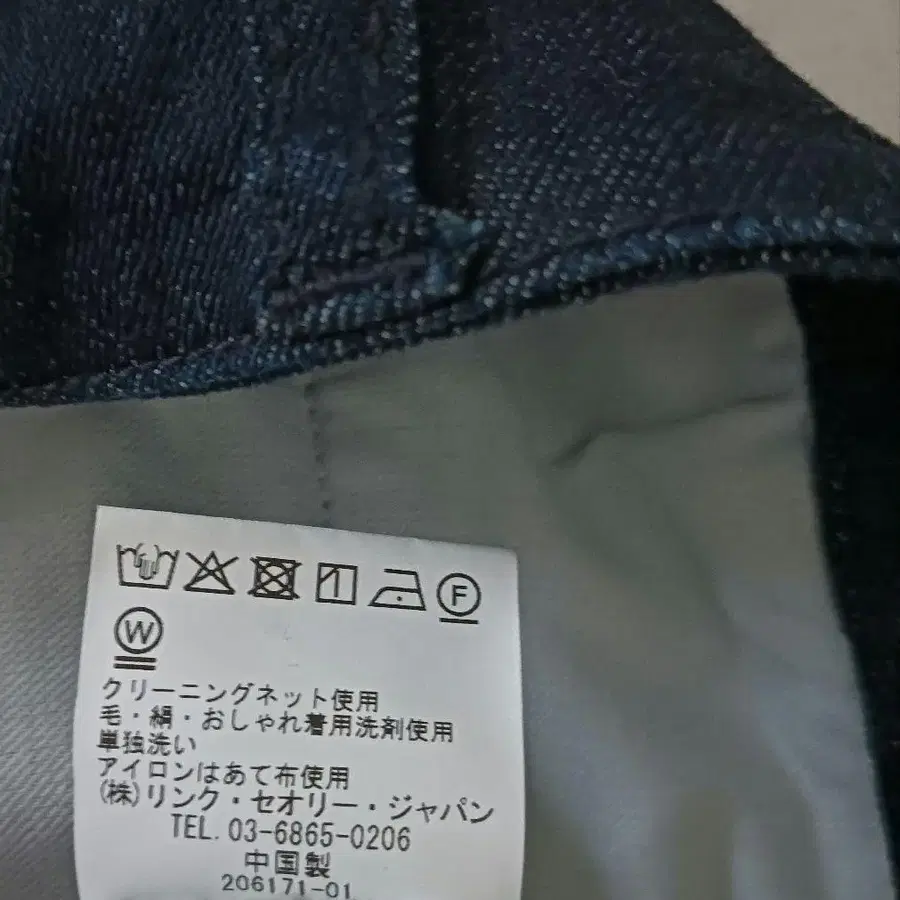 F
W
クリーニングネット使用
毛・絹・おしゃれ着用洗剤使用
単独洗い
アイロンはあて布使用
(株)リンク・セオリー・ジャパン
TEL. 03-6865-0206
中国製
206171-01